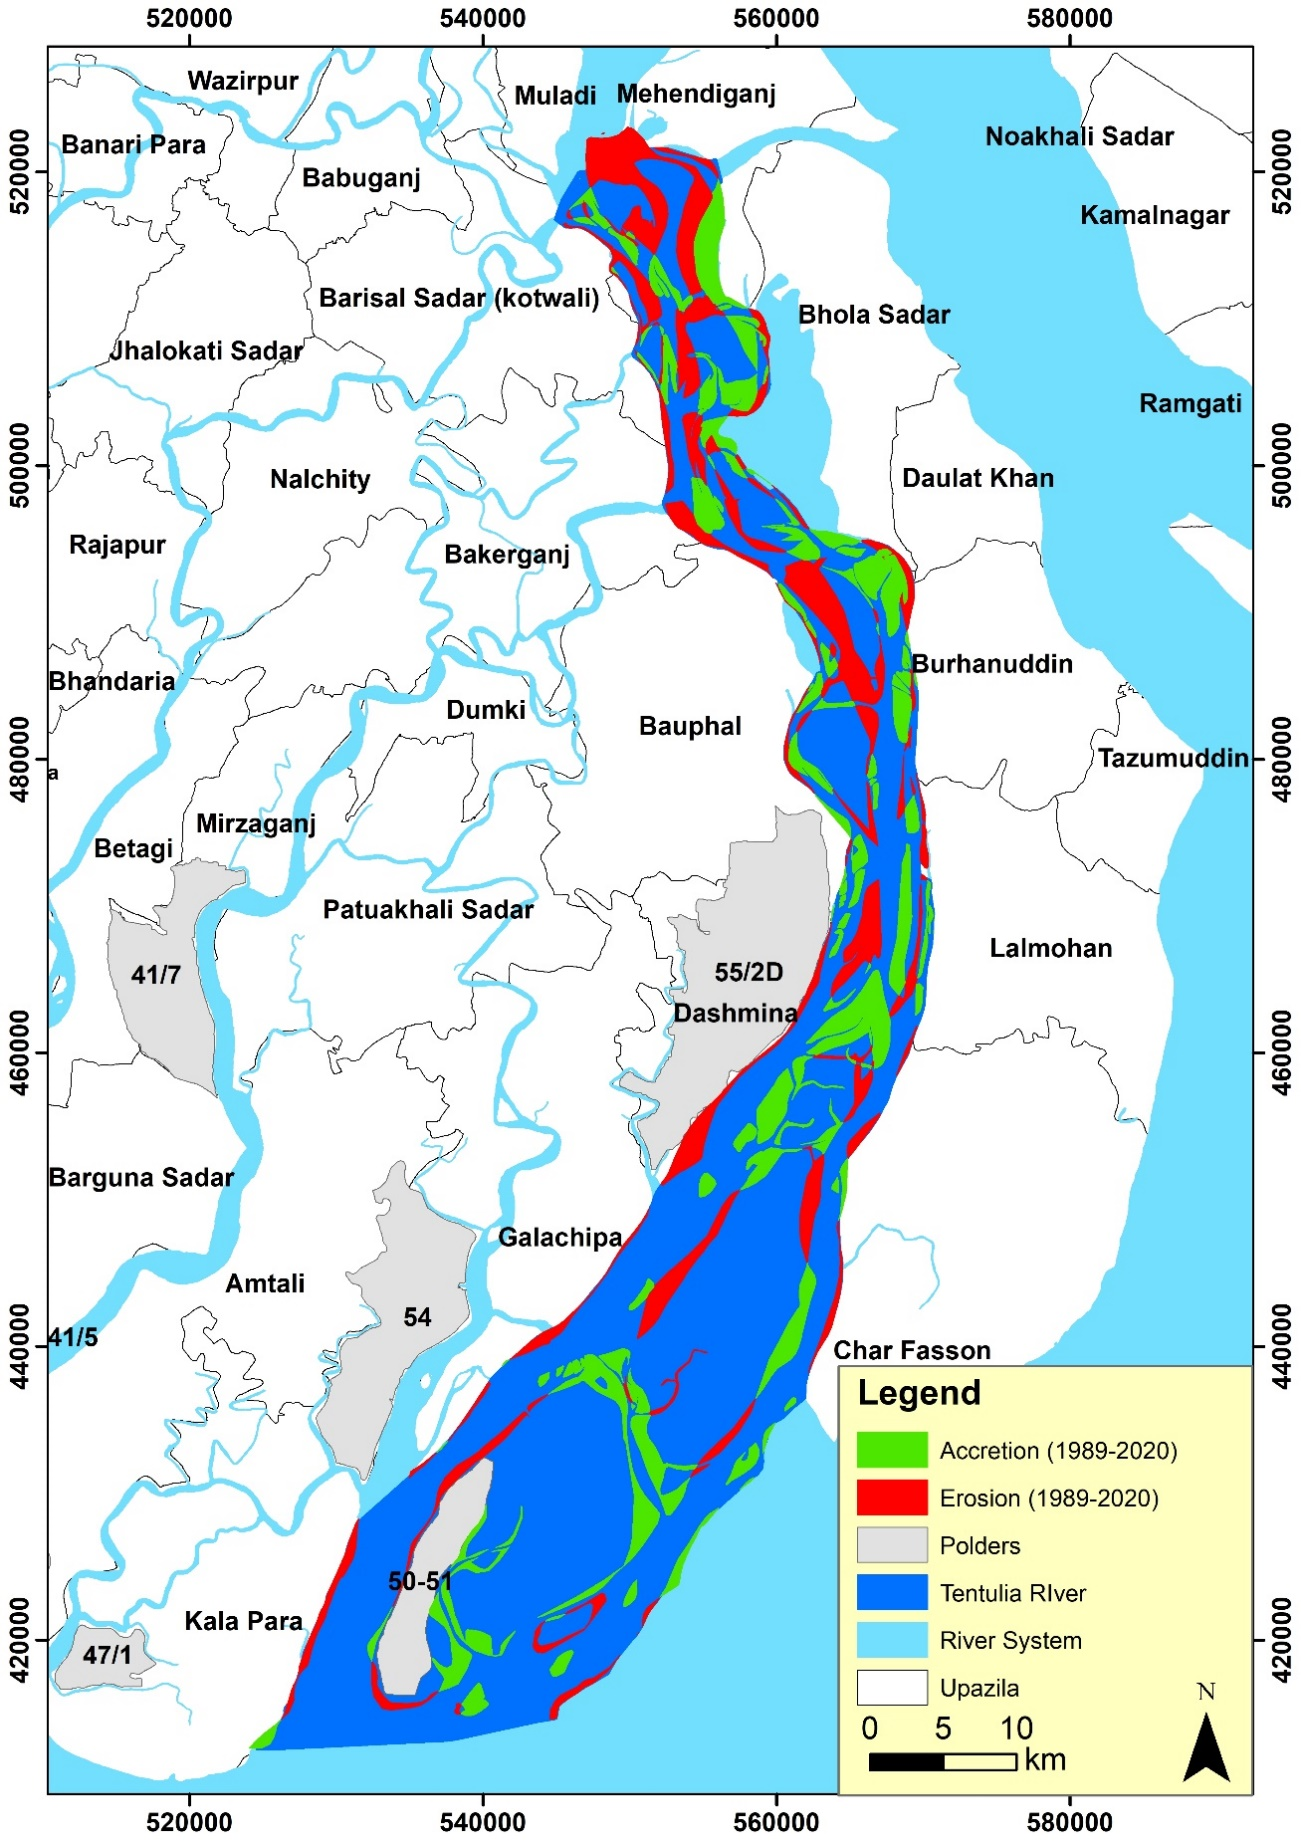 520000 540000 560000 580000
Wazirpur
Muladi Mehendiganj
Noakhali Sadar
Banari Para
520000
520000
Babuganj
Kamalnagar
Barisal Sadar (kotwali)
Bhola Sadar
Jhalokati Sadar
Ramgati
500000
500000
Nalchity
Daulat Khan
Rajapur
Bakerganj
Burhanuddin
Bhandaria
Dumki
Bauphal
480000
480000
Tazumuddin
a
Mirzaganj
Betagi
Patuakhali Sadar
Lalmohan
41/7
55/2D
Dashmina
460000
460000
Barguna Sadar
Galachipa
Amtali
54
41/5
440000
440000
Char Fasson
Legend
Accretion (1989-2020)
Erosion (1989-2020)
Polders
Tentulia RIver
River System
Upazila
N
0 5 10
km
50-51
Kala Para
420000
420000
47/1
520000 540000 560000 580000